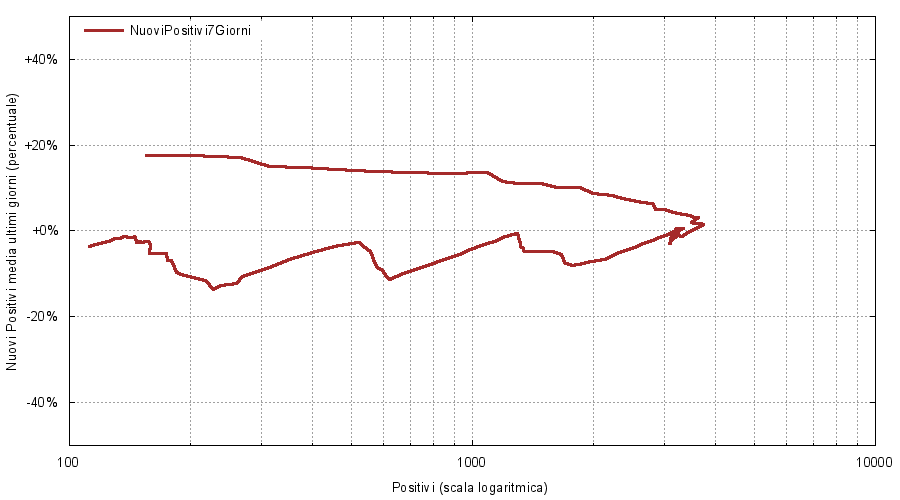 NuoviPositivi7Giorni
+40%
+20%
+0%
-20%
-40%
Nuovi Positivi media ultimi giorni (percentuale)
100
1000
10000
Positivi (scala logaritmica)